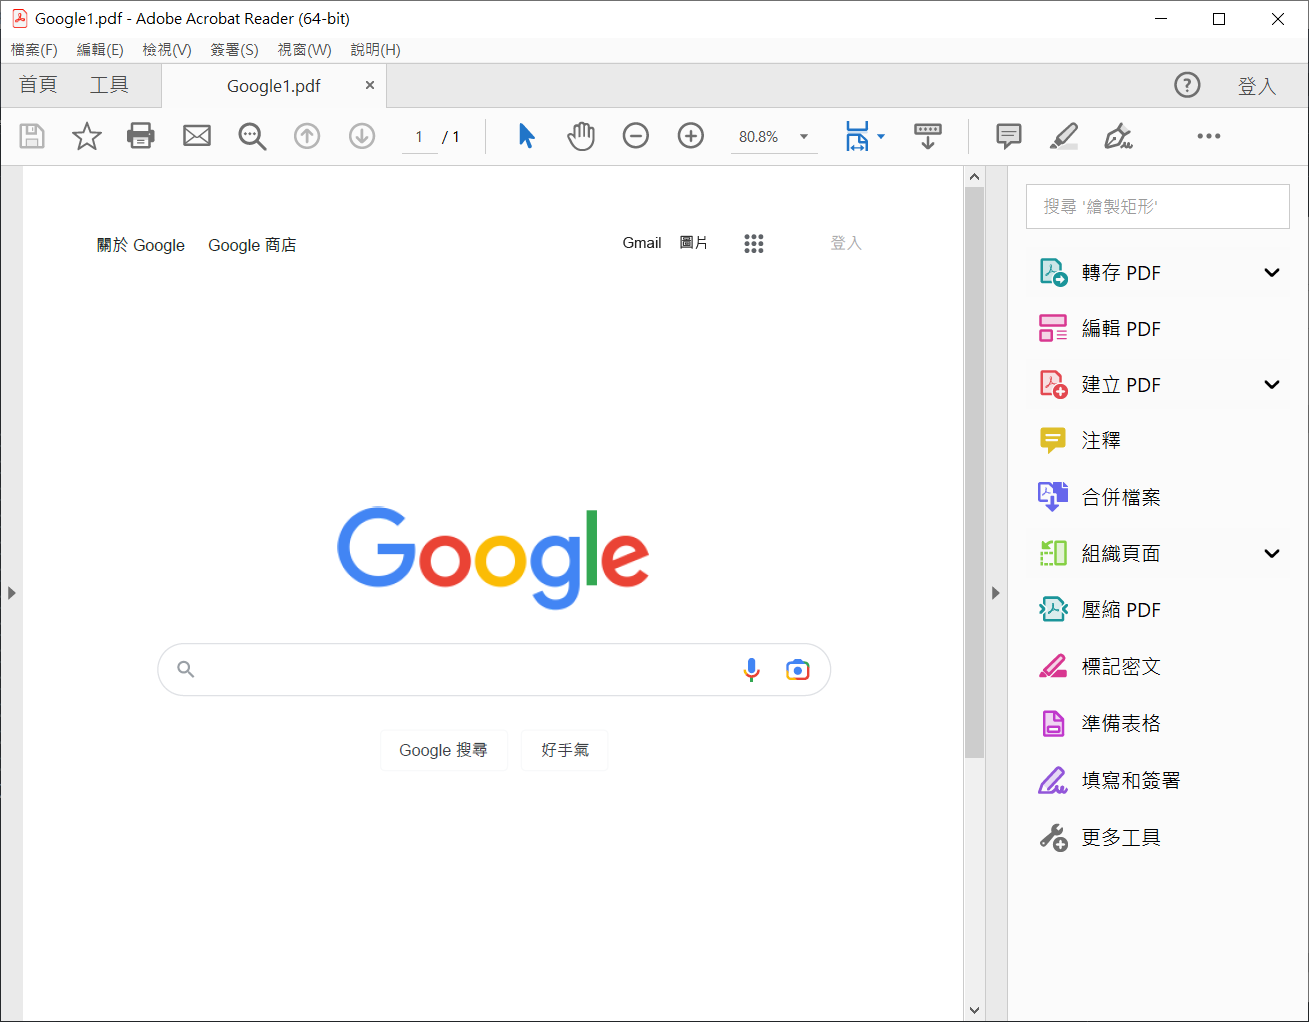 Google1.pdf - Adobe Acrobat Reader (64-bit)
檔案(F) 編輯(E) 檢視(V) 簽署(S) 視窗(W) 說明(H)
首頁 工具 Google1.pdf 登入
1 / 1 80.8%
關於 Google Google 商店 Gmail 圖片 登入
Google
Google 搜尋 好手氣
搜尋 '繪製矩形'
轉存 PDF
編輯 PDF
建立 PDF
注釋
合併檔案
組織頁面
壓縮 PDF
標記密文
準備表格
填寫和簽署
更多工具